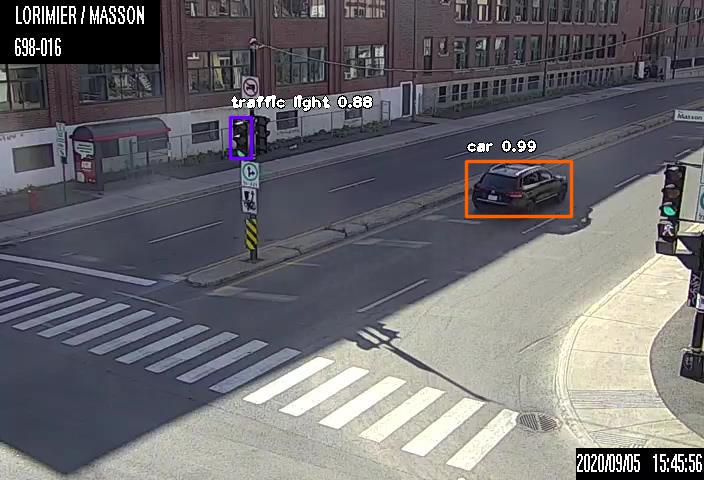 LORIMIER / MASSON
698-016
traffic light 0.88
Masson
car 0.99
2020/09/05 15:45:56